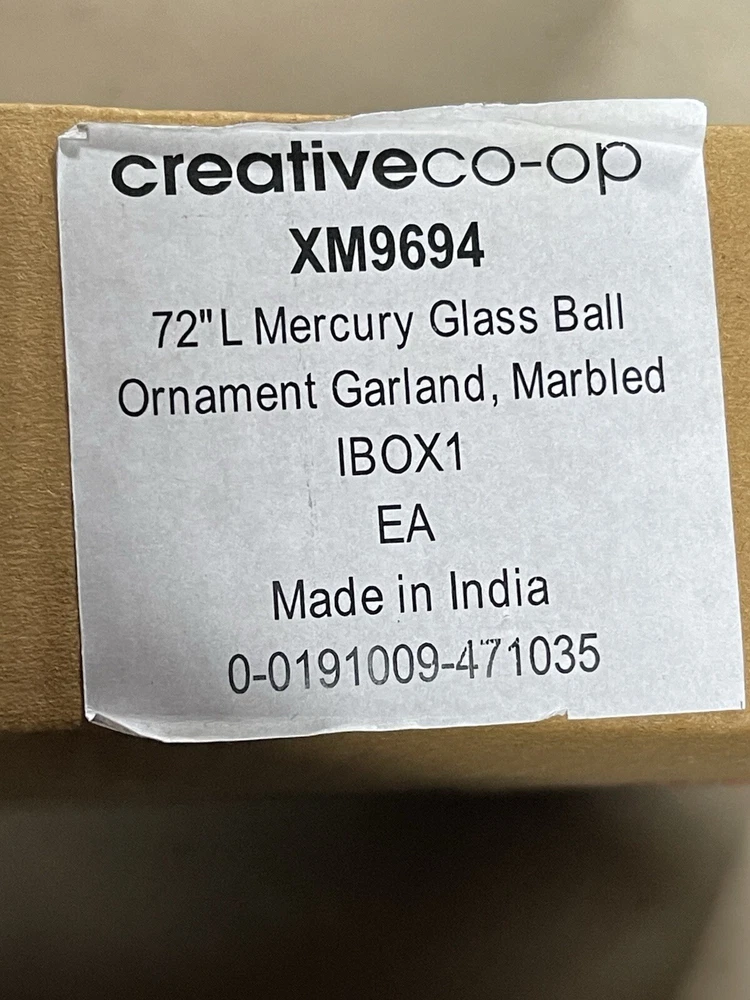 creativeco-op
XM9694
72"L Mercury Glass Ball
Ornament Garland, Marbled
IBOX1
EA
Made in India
0-0191009-471035